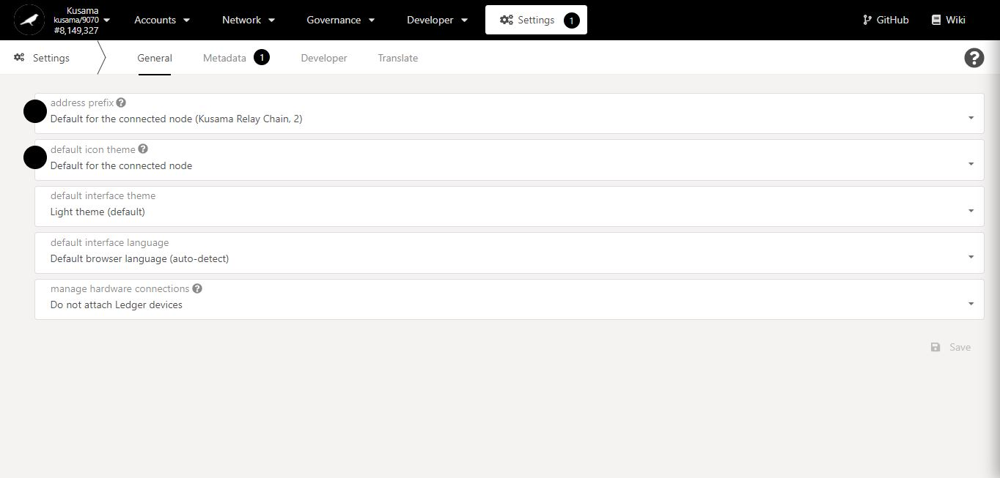 Kusama
kusama/9070
#8,149,327
Accounts
Network
Governance
Developer
Settings 1
GitHub
Wiki
Settings
General
Metadata 1
Developer
Translate
?
address prefix ?
Default for the connected node (Kusama Relay Chain, 2)
default icon theme ?
Default for the connected node
default interface theme
Light theme (default)
default interface language
Default browser language (auto-detect)
manage hardware connections ?
Do not attach Ledger devices
Save